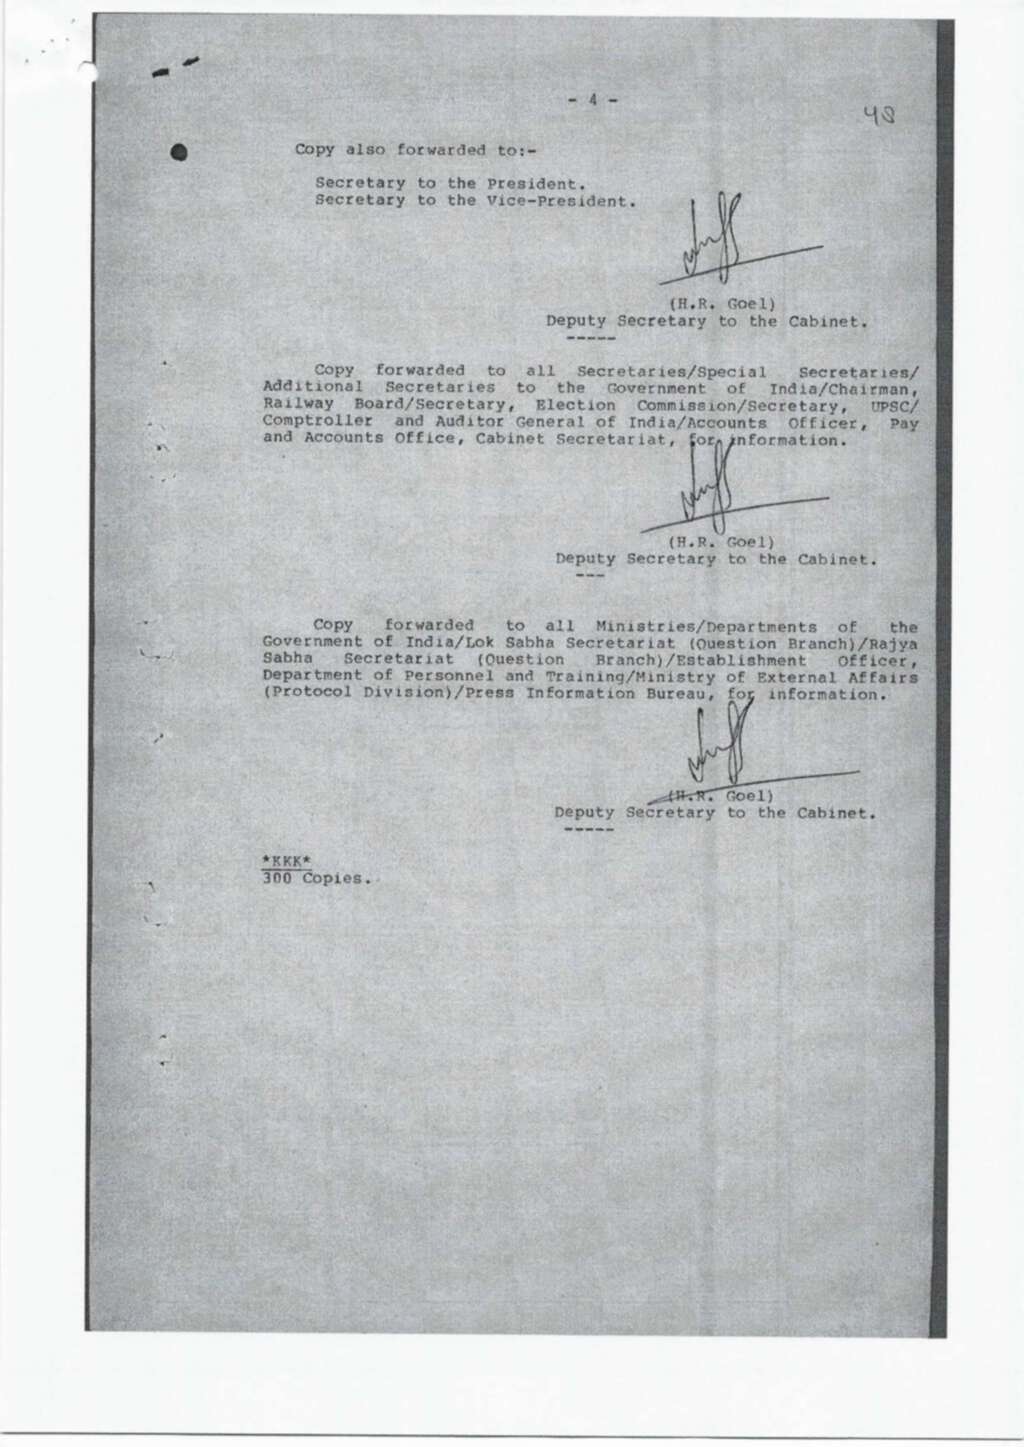 - 4 -
48
Copy also forwarded to:-
Secretary to the President.
Secretary to the Vice-President.
(H.R. Goel)
Deputy Secretary to the Cabinet.
-----
Copy forwarded to all Secretaries/Special Secretaries/
Additional Secretaries to the Government of India/Chairman,
Railway Board/Secretary, Election Commission/Secretary, UPSC/
Comptroller and Auditor General of India/Accounts Officer, Pay
and Accounts Office, Cabinet Secretariat, for information.
(H.R. Goel)
Deputy Secretary to the Cabinet.
---
Copy forwarded to all Ministries/Departments of the
Government of India/Lok Sabha Secretariat (Question Branch)/Rajya
Sabha Secretariat (Question Branch)/Establishment Officer,
Department of Personnel and Training/Ministry of External Affairs
(Protocol Division)/Press Information Bureau, for information.
(H.R. Goel)
Deputy Secretary to the Cabinet.
-----
*KKK*
300 Copies.